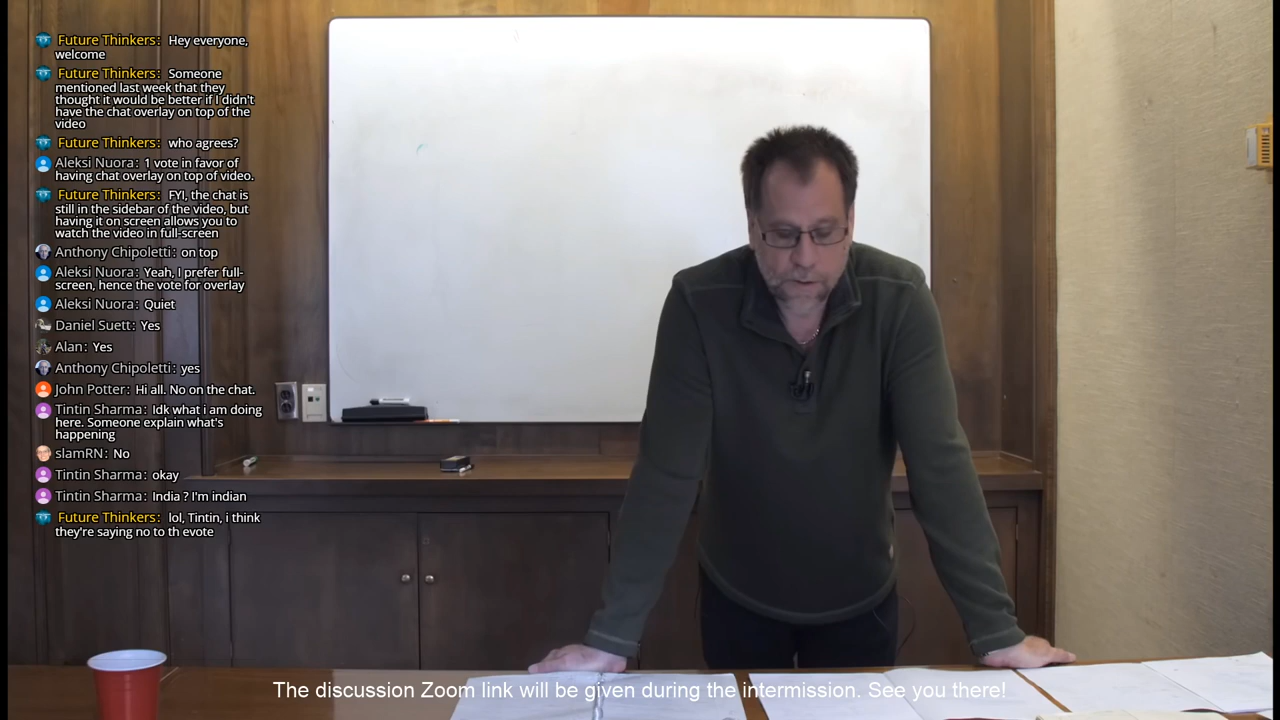 Future Thinkers: Hey everyone,
welcome
Future Thinkers: Someone
mentioned last week that they
thought it would be better if I didn't
have the chat overlay on top of the
video
Future Thinkers: who agrees?
Aleksi Nuora: 1 vote in favor of
having chat overlay on top of video.
Future Thinkers: FYI, the chat is
still in the sidebar of the video, but
having it on screen allows you to
watch the video in full-screen
Anthony Chipoletti: on top
Aleksi Nuora: Yeah, I prefer full-
screen, hence the vote for overlay
Aleksi Nuora: Quiet
Daniel Suett: Yes
Alan: Yes
Anthony Chipoletti: yes
John Potter: Hi all. No on the chat.
Tintin Sharma: Idk what i am doing
here. Someone explain what's
happening
slamRN: No
Tintin Sharma: okay
Tintin Sharma: India ? I'm indian
Future Thinkers: lol, Tintin, i think
they're saying no to th evote
The discussion Zoom link will be given during the intermission. See you there!